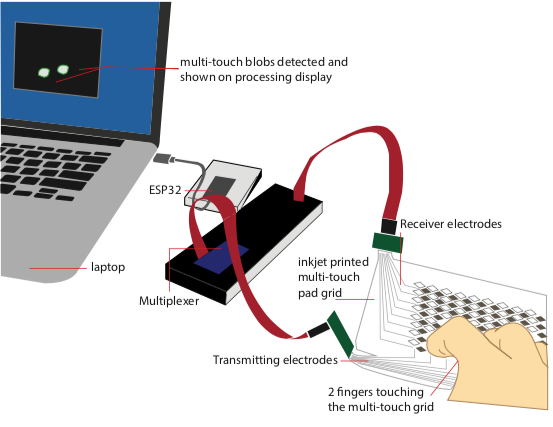 multi-touch blobs detected and
shown on processing display
ESP32
Receiver electrodes
laptop
inkjet printed
multi-touch
pad grid
Multiplexer
Transmitting electrodes
2 fingers touching
the multi-touch grid